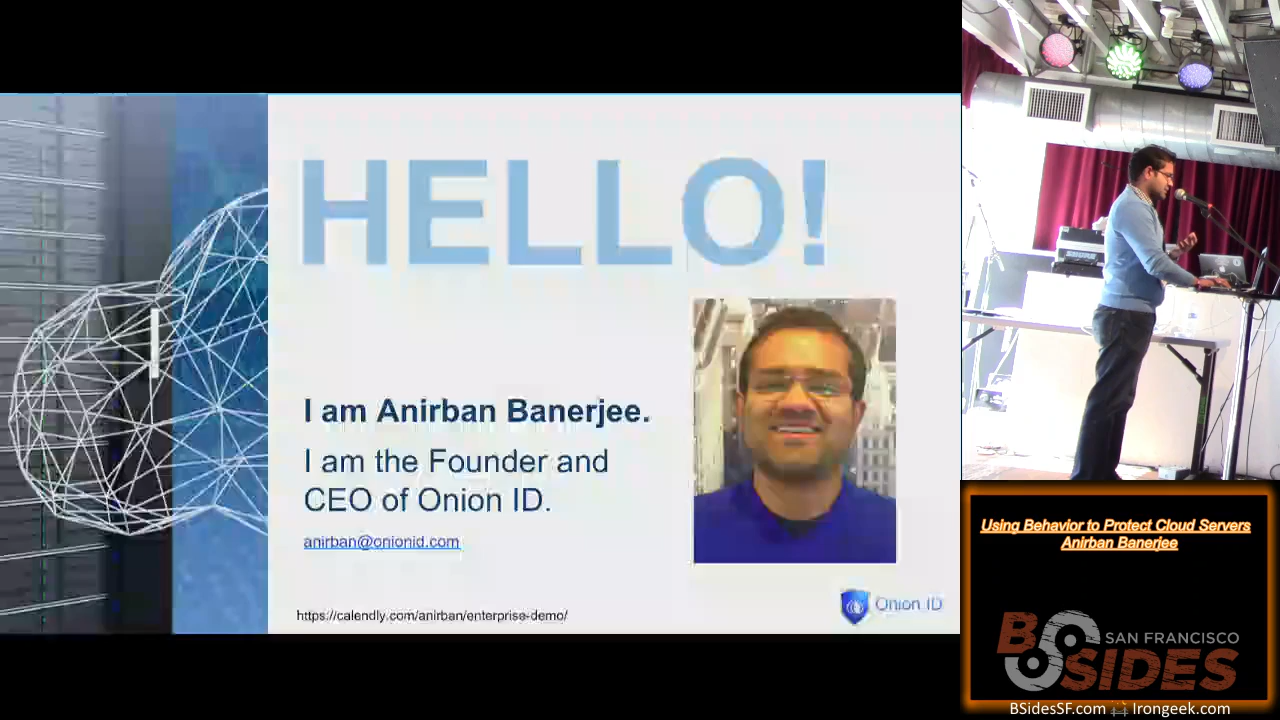 HELLO!
I am Anirban Banerjee.
I am the Founder and
CEO of Onion ID.
anirban@onionid.com
https://calendly.com/anirban/enterprise-demo/
Onion ID
SHURE
Using Behavior to Protect Cloud Servers
Anirban Banerjee
BSIDES
SAN FRANCISCO
BSidesSF.com Irongeek.com